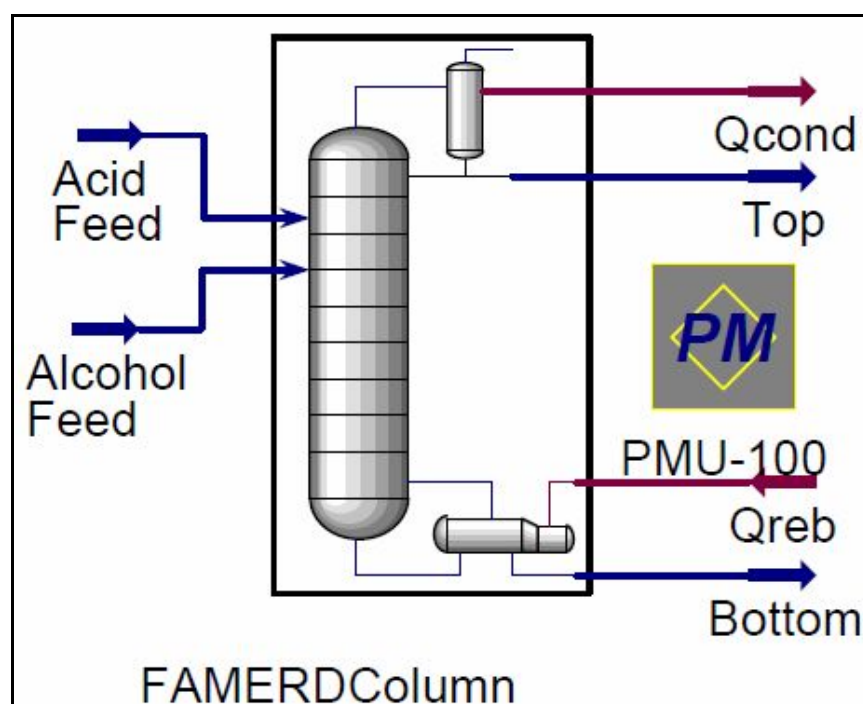 Acid
Feed
Alcohol
Feed
Qcond
Top
PM
PMU-100
Qreb
Bottom
FAMERDColumn